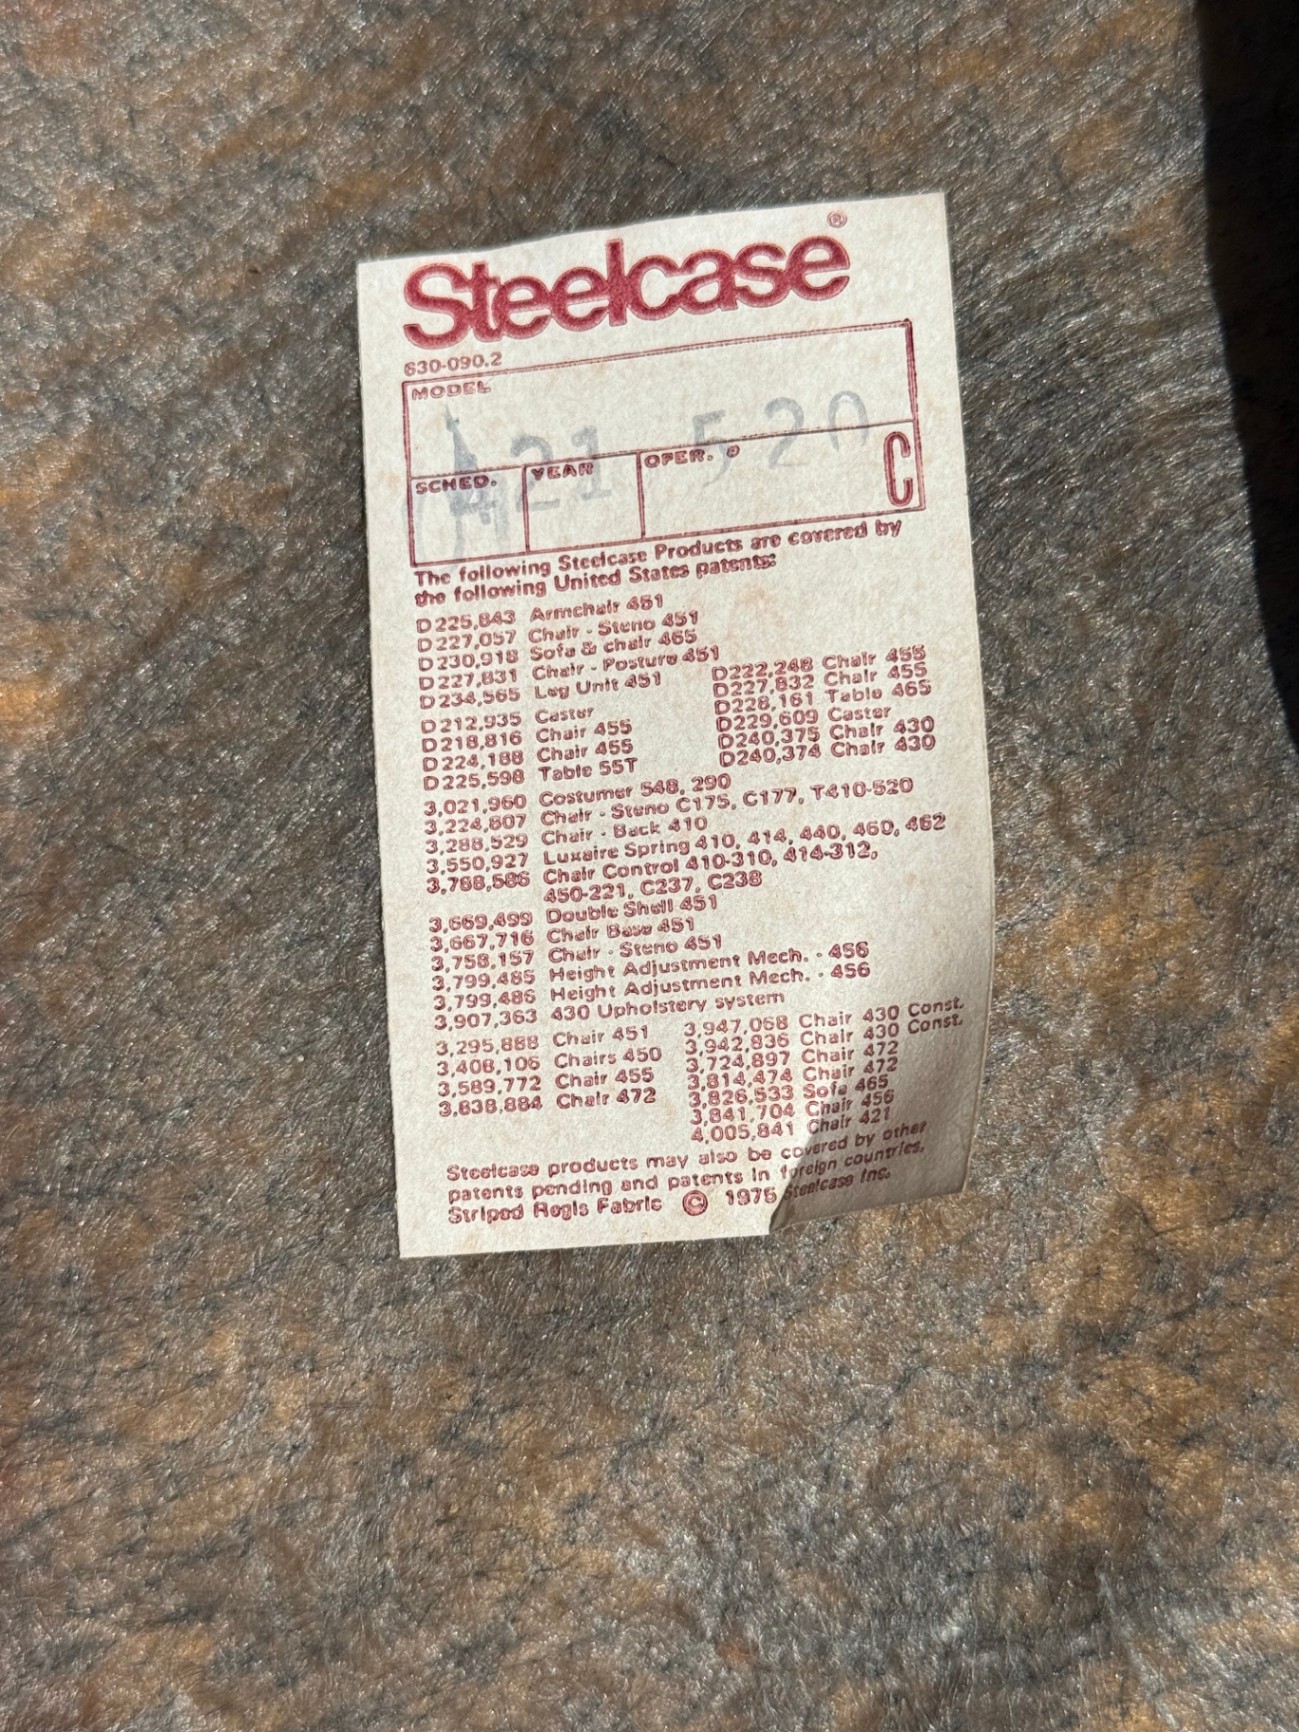 Steelcase®
630-090.2
MODEL
421 520
SCHED. YEAR OPER. # C
The following Steelcase Products are covered by
the following United States patents:
D225,843 Armchair 451
D227,057 Chair - Steno 451
D230,918 Sofa & chair 465
D227,831 Chair - Posture 451
D234,565 Leg Unit 451
D212,935 Caster
D218,816 Chair 455
D224,188 Chair 455
D225,598 Table 55T
D222,248 Chair 455
D227,832 Chair 455
D228,161 Table 465
D229,609 Caster
D240,375 Chair 430
D240,374 Chair 430
3,021,960 Costumer 548, 290
3,224,807 Chair - Steno C175, C177, T410-520
3,288,529 Chair - Back 410
3,550,927 Luxaire Spring 410, 414, 440, 460, 462
3,768,586 Chair Control 410-310, 414-312,
450-221, C237, C238
3,669,499 Double Shell 451
3,667,716 Chair Base 451
3,758,157 Chair - Steno 451
3,799,485 Height Adjustment Mech. - 456
3,799,486 Height Adjustment Mech. - 456
3,907,363 430 Upholstery system
3,295,888 Chair 451
3,408,106 Chairs 450
3,589,772 Chair 455
3,638,884 Chair 472
3,947,068 Chair 430 Const.
3,942,836 Chair 430 Const.
3,724,897 Chair 472
3,814,474 Chair 472
3,826,533 Sofa 465
3,841,704 Chair 456
4,005,841 Chair 421
Steelcase products may also be covered by other
patents pending and patents in foreign countries.
Striped Regis Fabric © 1975 Steelcase Inc.